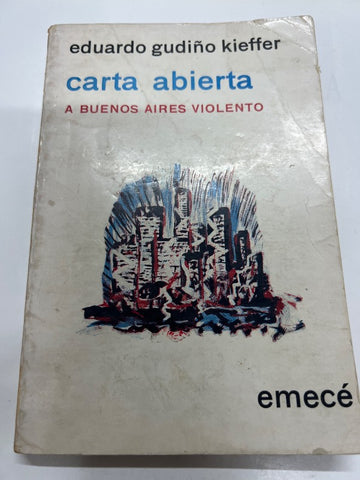 eduardo gudiño kieffer
carta abierta
A BUENOS AIRES VIOLENTO
emecé